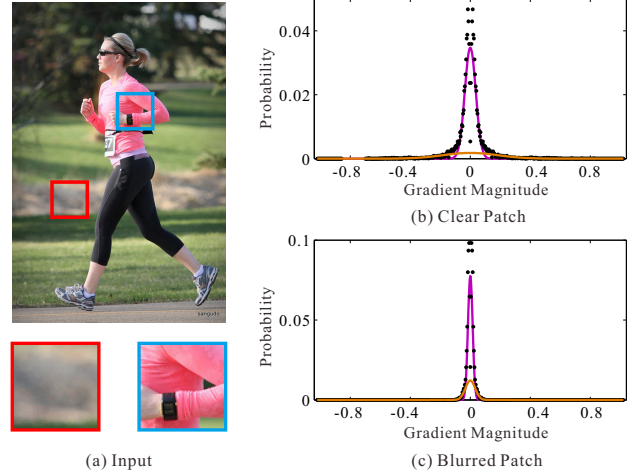 0.04
0.02
0
Probability
-0.8
-0.4
0
0.4
0.8
Gradient Magnitude
(b) Clear Patch
0.1
0.05
0
Probability
-0.8
-0.4
0
0.4
0.8
Gradient Magnitude
(c) Blurred Patch
sangudo
(a) Input